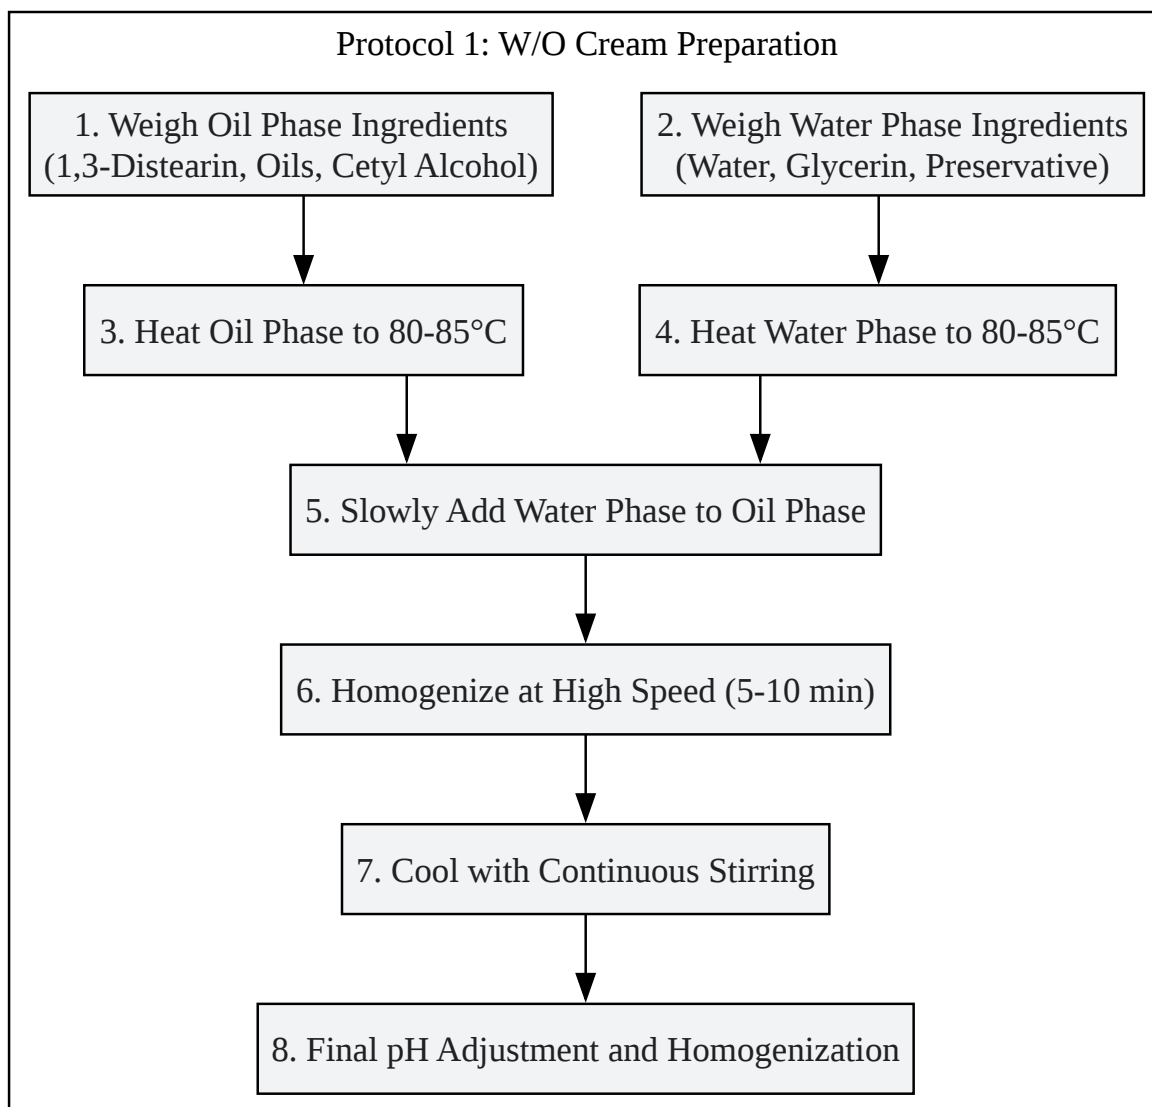 Protocol 1: W/O Cream Preparation
1. Weigh Oil Phase Ingredients
(1,3-Distearin, Oils, Cetyl Alcohol)
2. Weigh Water Phase Ingredients
(Water, Glycerin, Preservative)
3. Heat Oil Phase to 80-85°C
4. Heat Water Phase to 80-85°C
5. Slowly Add Water Phase to Oil Phase
6. Homogenize at High Speed (5-10 min)
7. Cool with Continuous Stirring
8. Final pH Adjustment and Homogenization